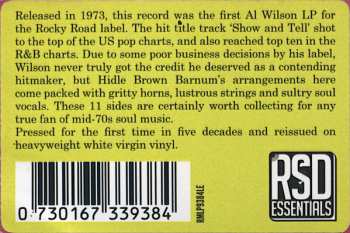 Released in 1973, this record was the first Al Wilson LP for
the Rocky Road label. The hit title track 'Show and Tell' shot
to the top of the US pop charts, and also reached top ten in the
R&B charts. Due to some poor business decisions by his label,
Wilson never truly got the credit he deserved as a contending
hitmaker, but Hidle Brown Barnum's arrangements here
come packed with gritty horns, lustrous strings and sultry soul
vocals. These 11 sides are certainly worth collecting for any
true fan of mid-70s soul music.
Pressed for the first time in five decades and reissued on
heavyweight white virgin vinyl.
0 730167 339384
RMLP9384LE
RSD
ESSENTIALS